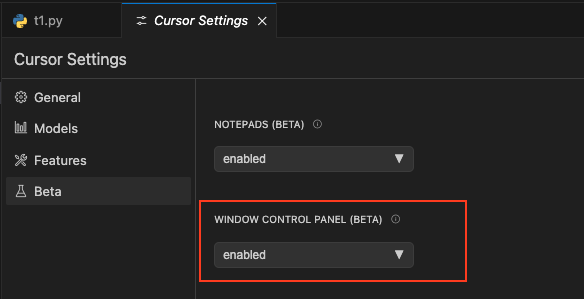 t1.py
Cursor Settings
Cursor Settings
General
Models
Features
Beta
NOTEPADS (BETA)
enabled
WINDOW CONTROL PANEL (BETA)
enabled